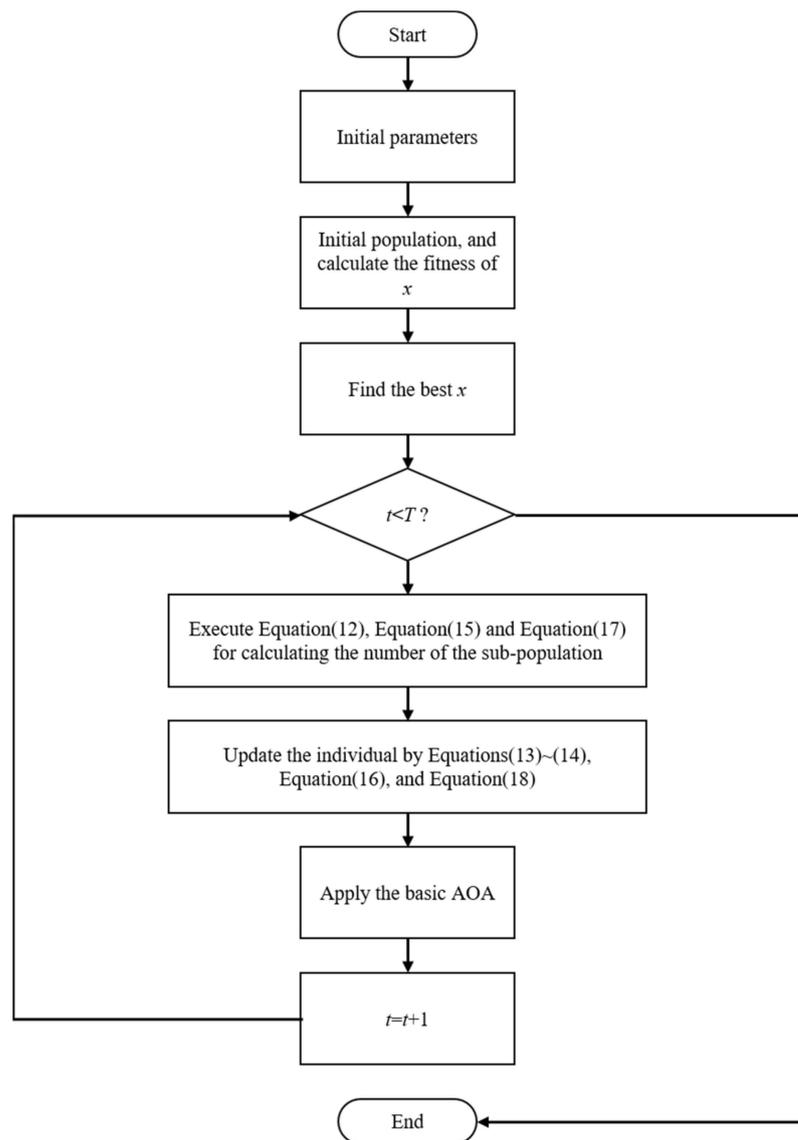 Start
Initial parameters
Initial population, and
calculate the fitness of
x
Find the best x
t<T ?
Execute Equation(12), Equation(15) and Equation(17)
for calculating the number of the sub-population
Update the individual by Equations(13)~(14),
Equation(16), and Equation(18)
Apply the basic AOA
t=t+1
End